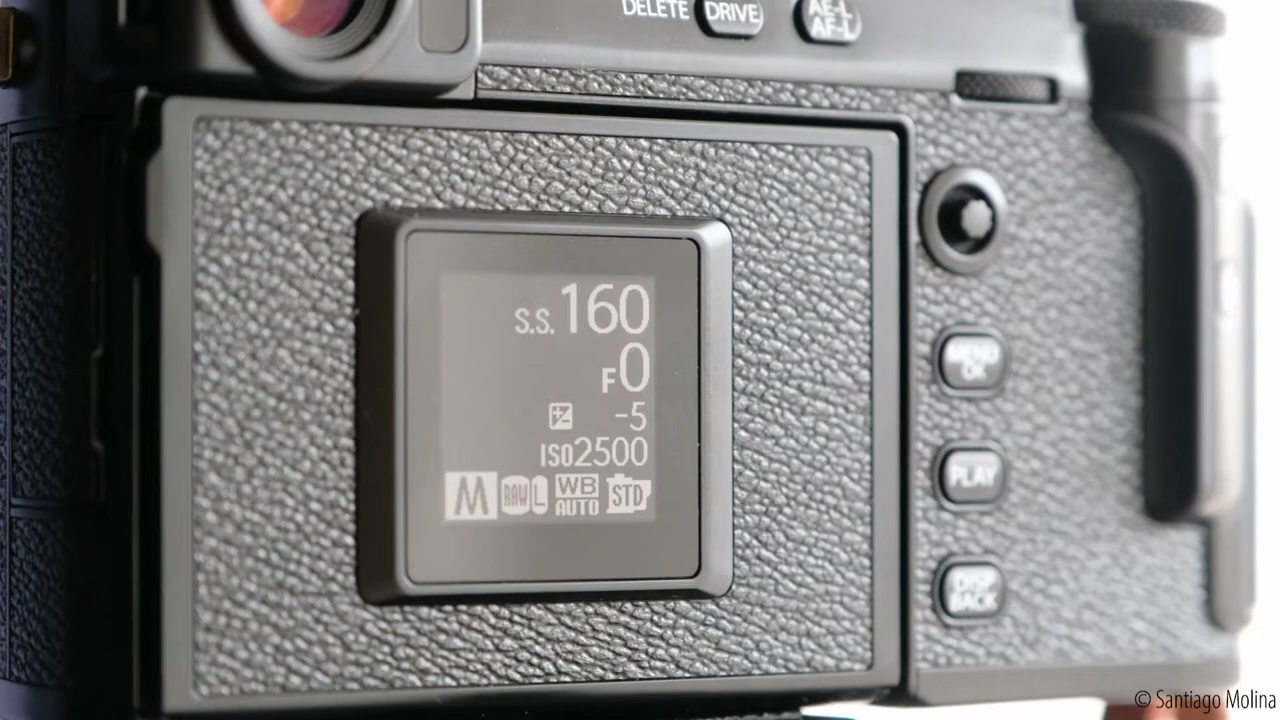 DELETE DRIVE AE-L
AF-L
S.S. 160
F0
-5
ISO2500
M RAW L WB AUTO STD
MENU
OK
PLAY
DISP
BACK
© Santiago Molina